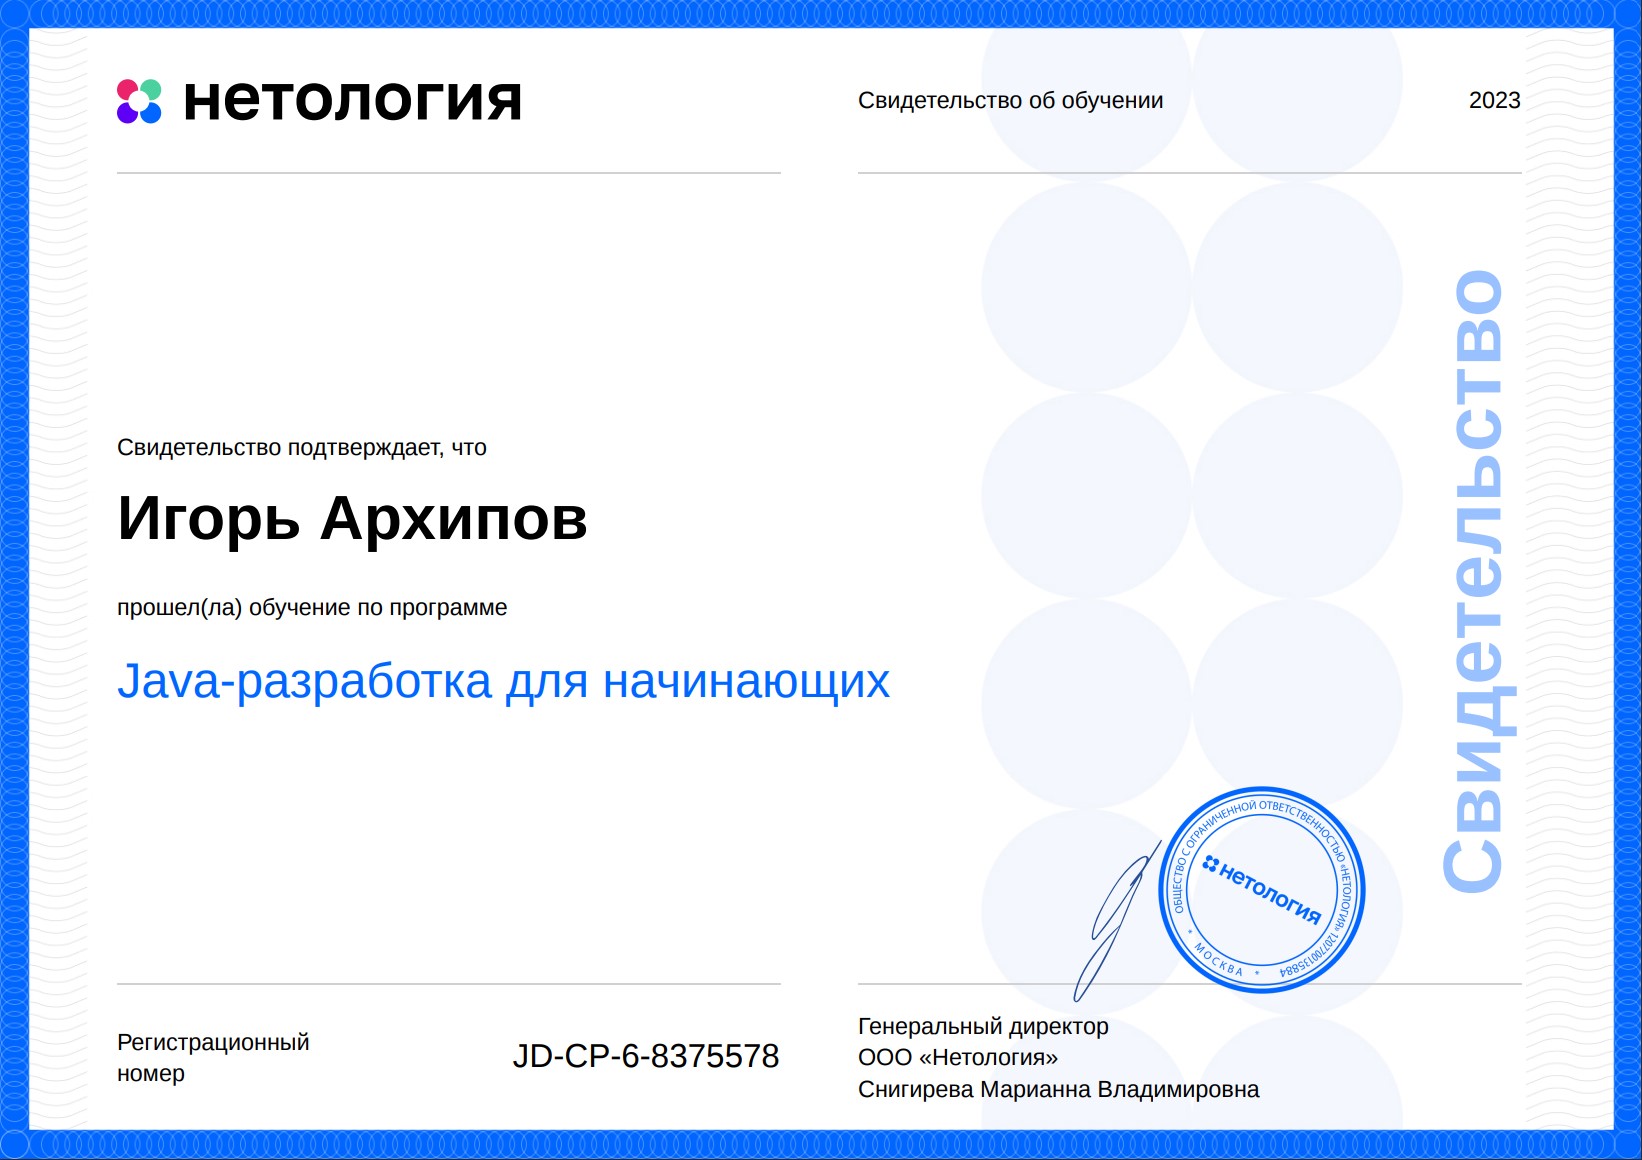 нетология
Свидетельство об обучении
2023
Свидетельство подтверждает, что
Игорь Архипов
прошел(ла) обучение по программе
Java-разработка для начинающих
Свидетельство
ОБЩЕСТВО С ОГРАНИЧЕННОЙ ОТВЕТСТВЕННОСТЬЮ «НЕТОЛОГИЯ» 1207700135884
* МОСКВА *
нетология
Регистрационный
номер
JD-CP-6-8375578
Генеральный директор
ООО «Нетология»
Снигирева Марианна Владимировна